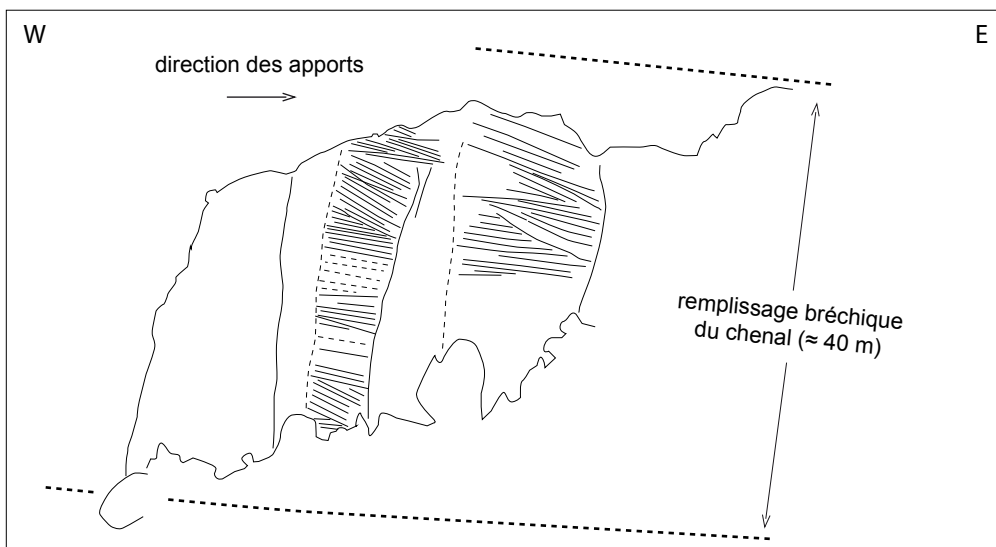 W
E
direction des apports
remplissage bréchique
du chenal (≈ 40 m)